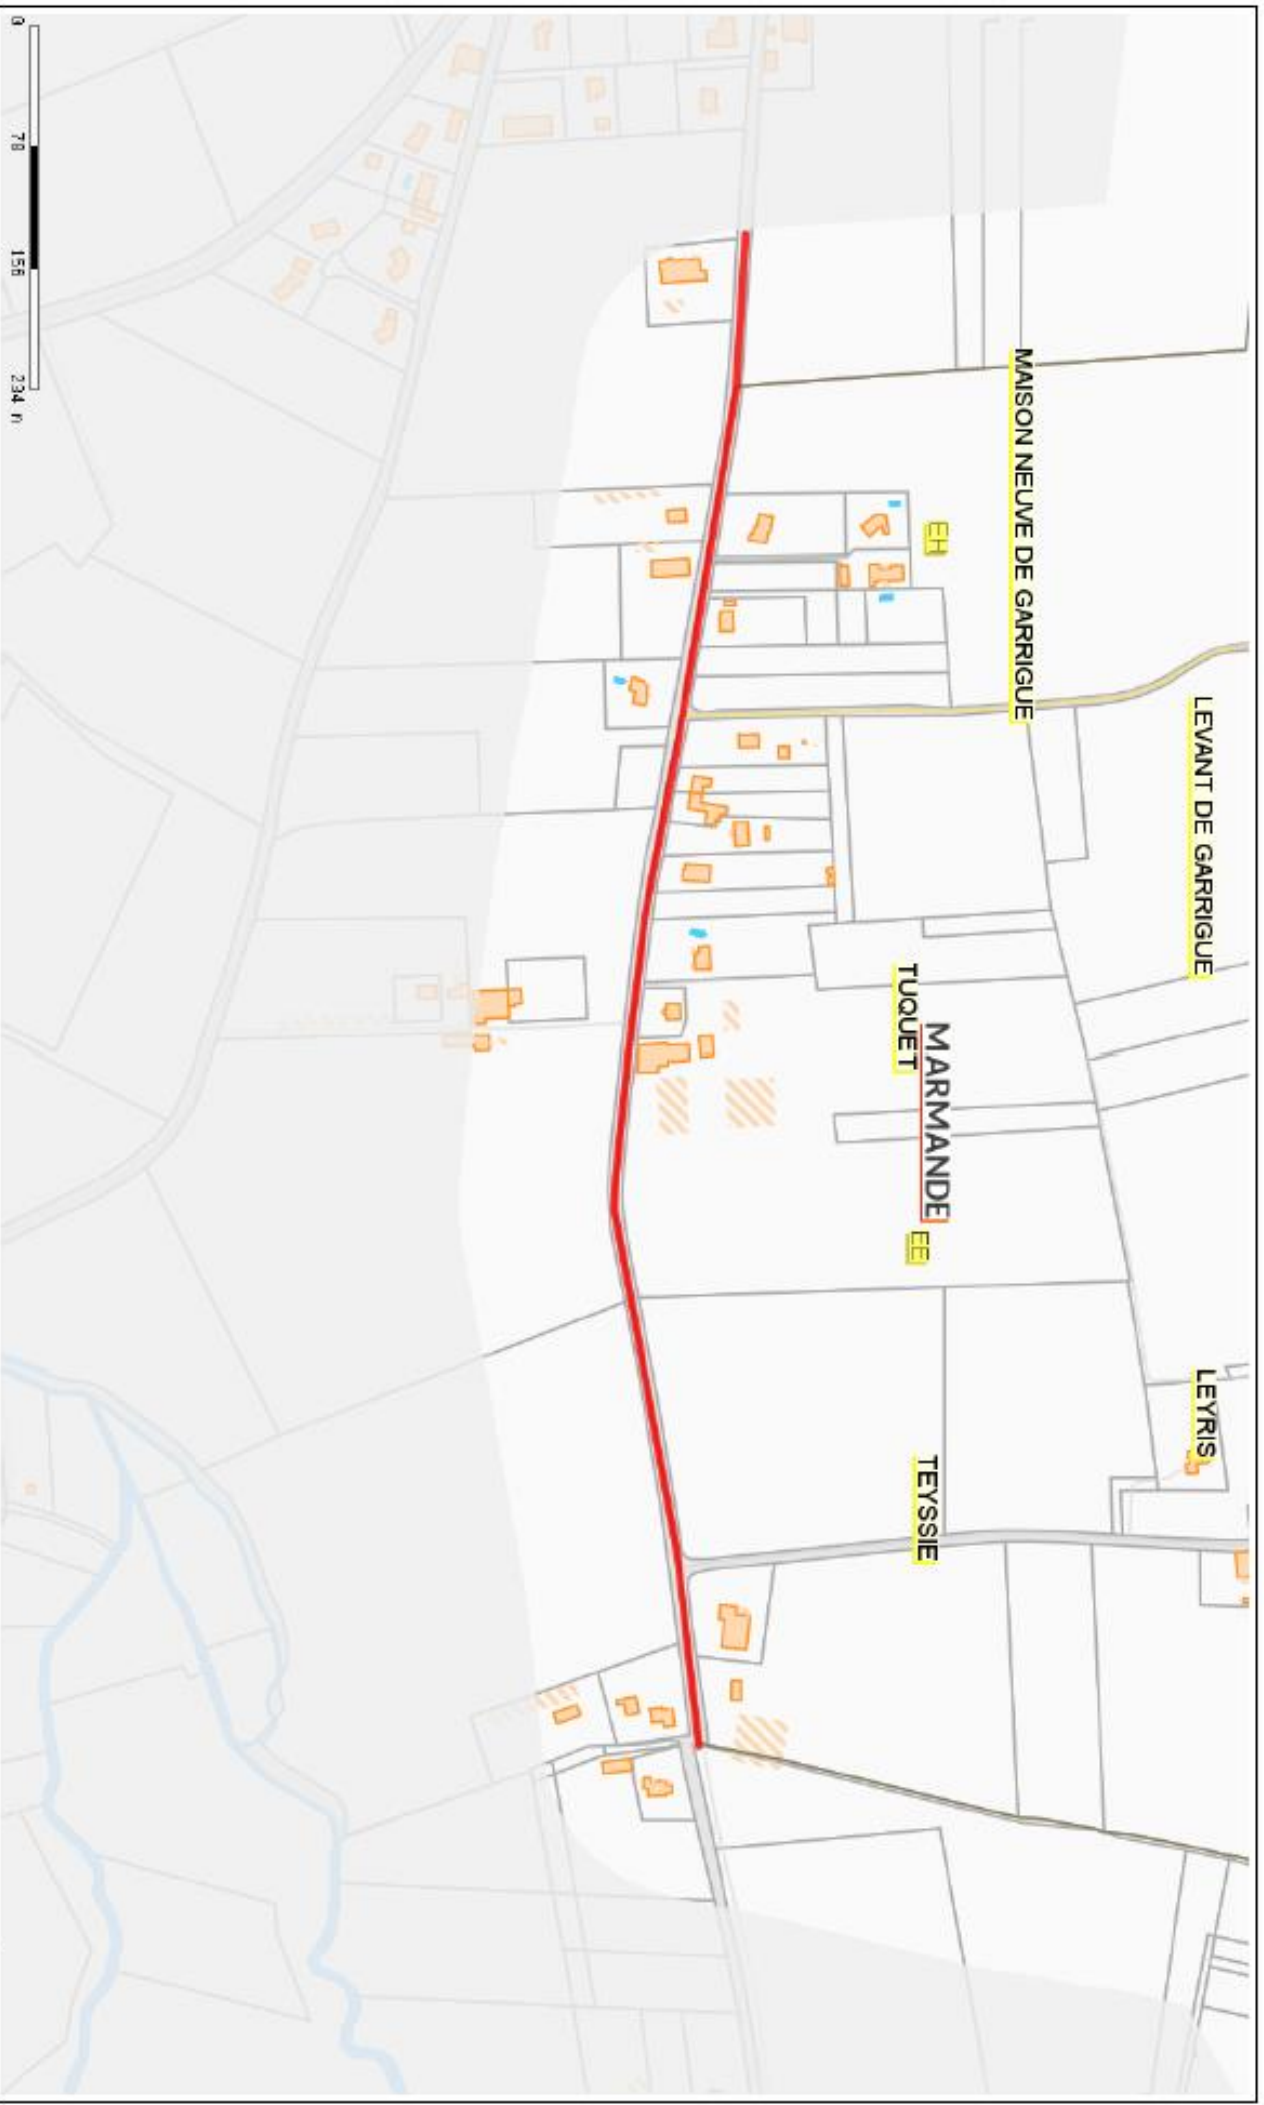 LEVANT DE GARRIGUE
LEYRIS
MAISON NEUVE DE GARRIGUE
EH
MARMANDE
TUQUET
EE
TEYSSIE
0 78 156 234 m